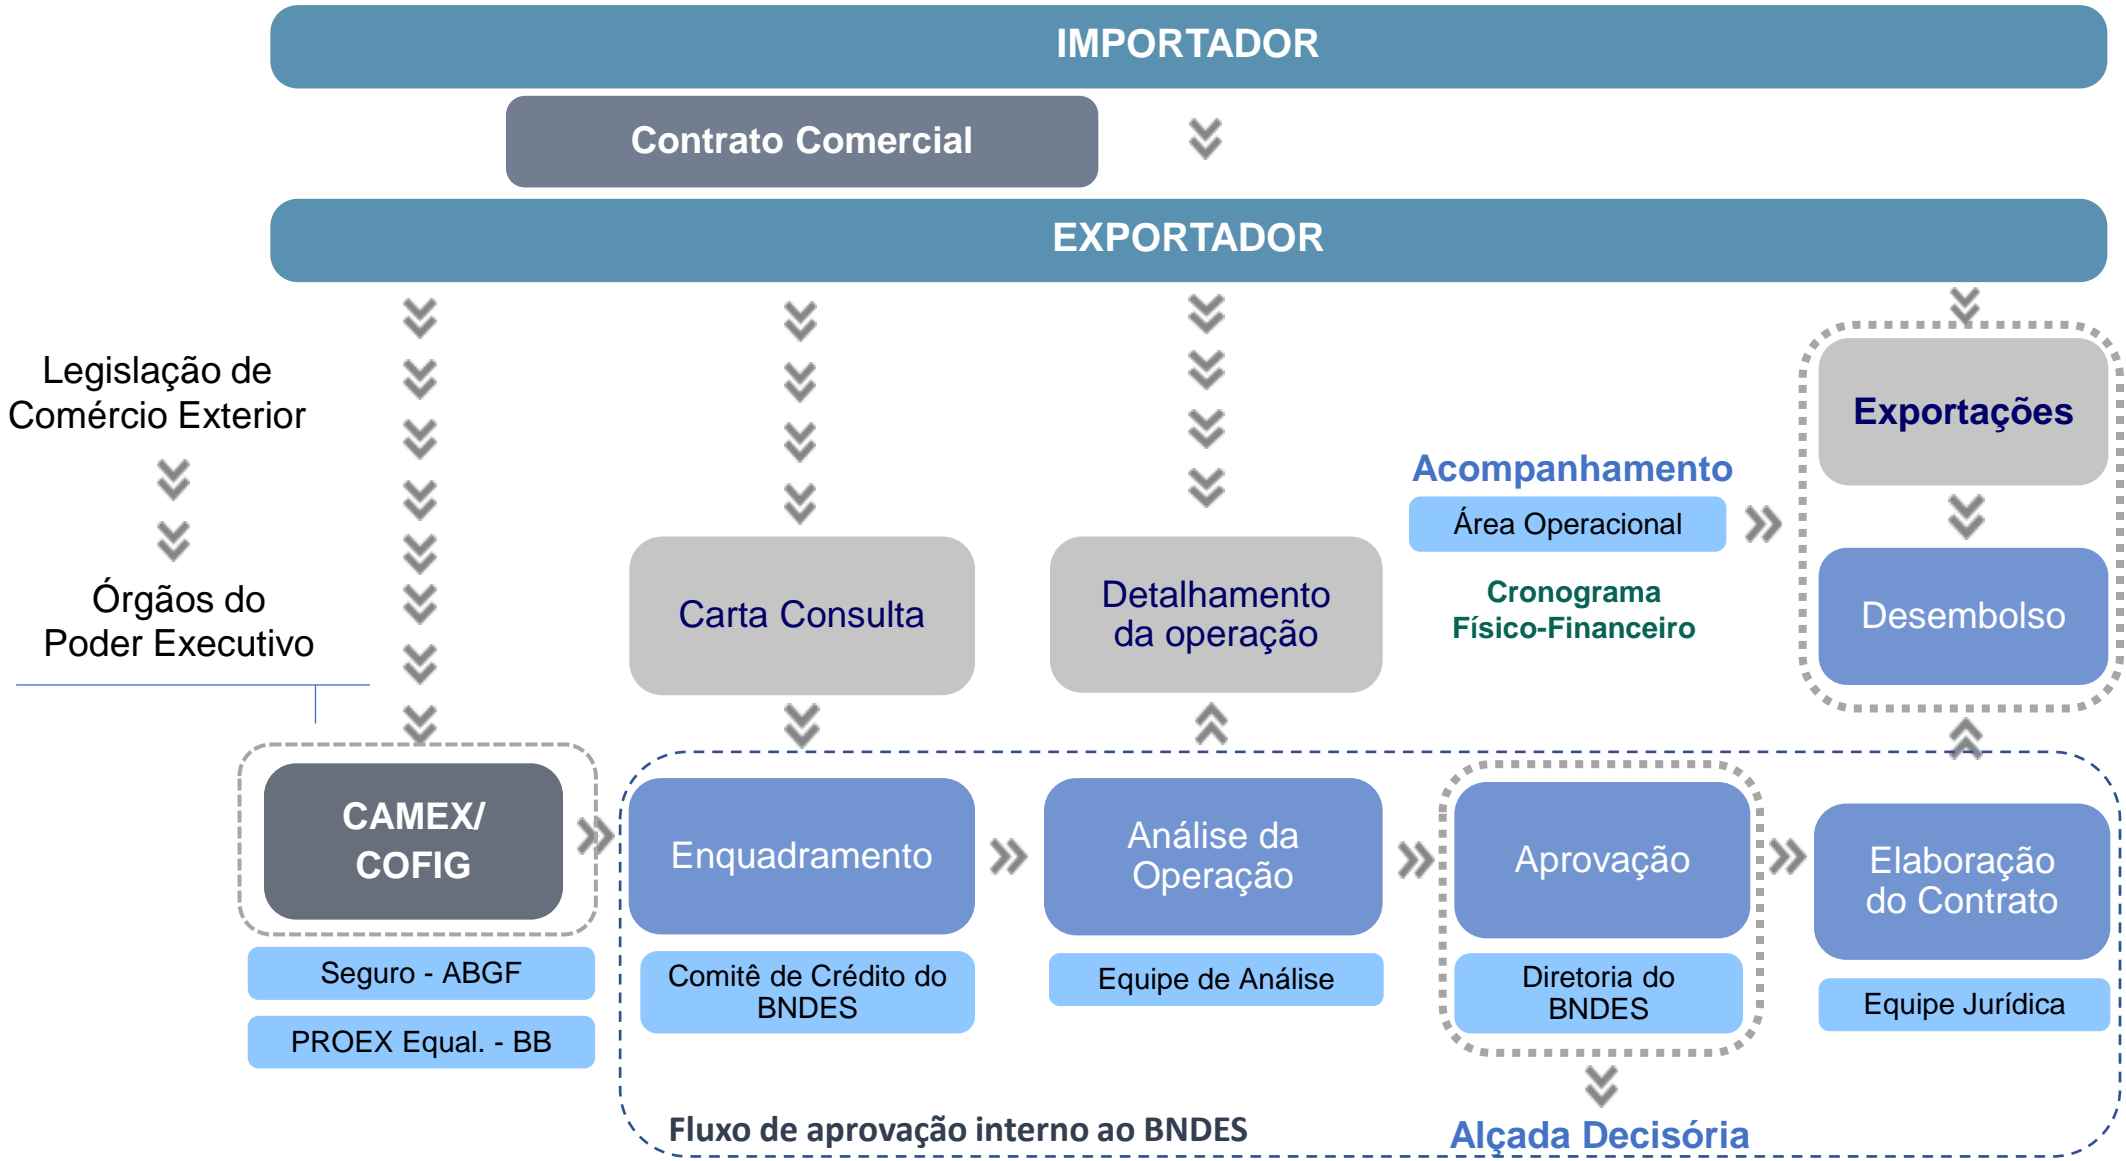 IMPORTADOR
Contrato Comercial
EXPORTADOR
Legislação de
Comércio Exterior
Órgãos do
Poder Executivo
Carta Consulta
Detalhamento
da operação
Acompanhamento
Área Operacional
Cronograma
Físico-Financeiro
Exportações
Desembolso
CAMEX/
COFIG
Seguro - ABGF
PROEX Equal. - BB
Enquadramento
Comitê de Crédito do
BNDES
Análise da
Operação
Equipe de Análise
Aprovação
Diretoria do
BNDES
Elaboração
do Contrato
Equipe Jurídica
Fluxo de aprovação interno ao BNDES
Alçada Decisória